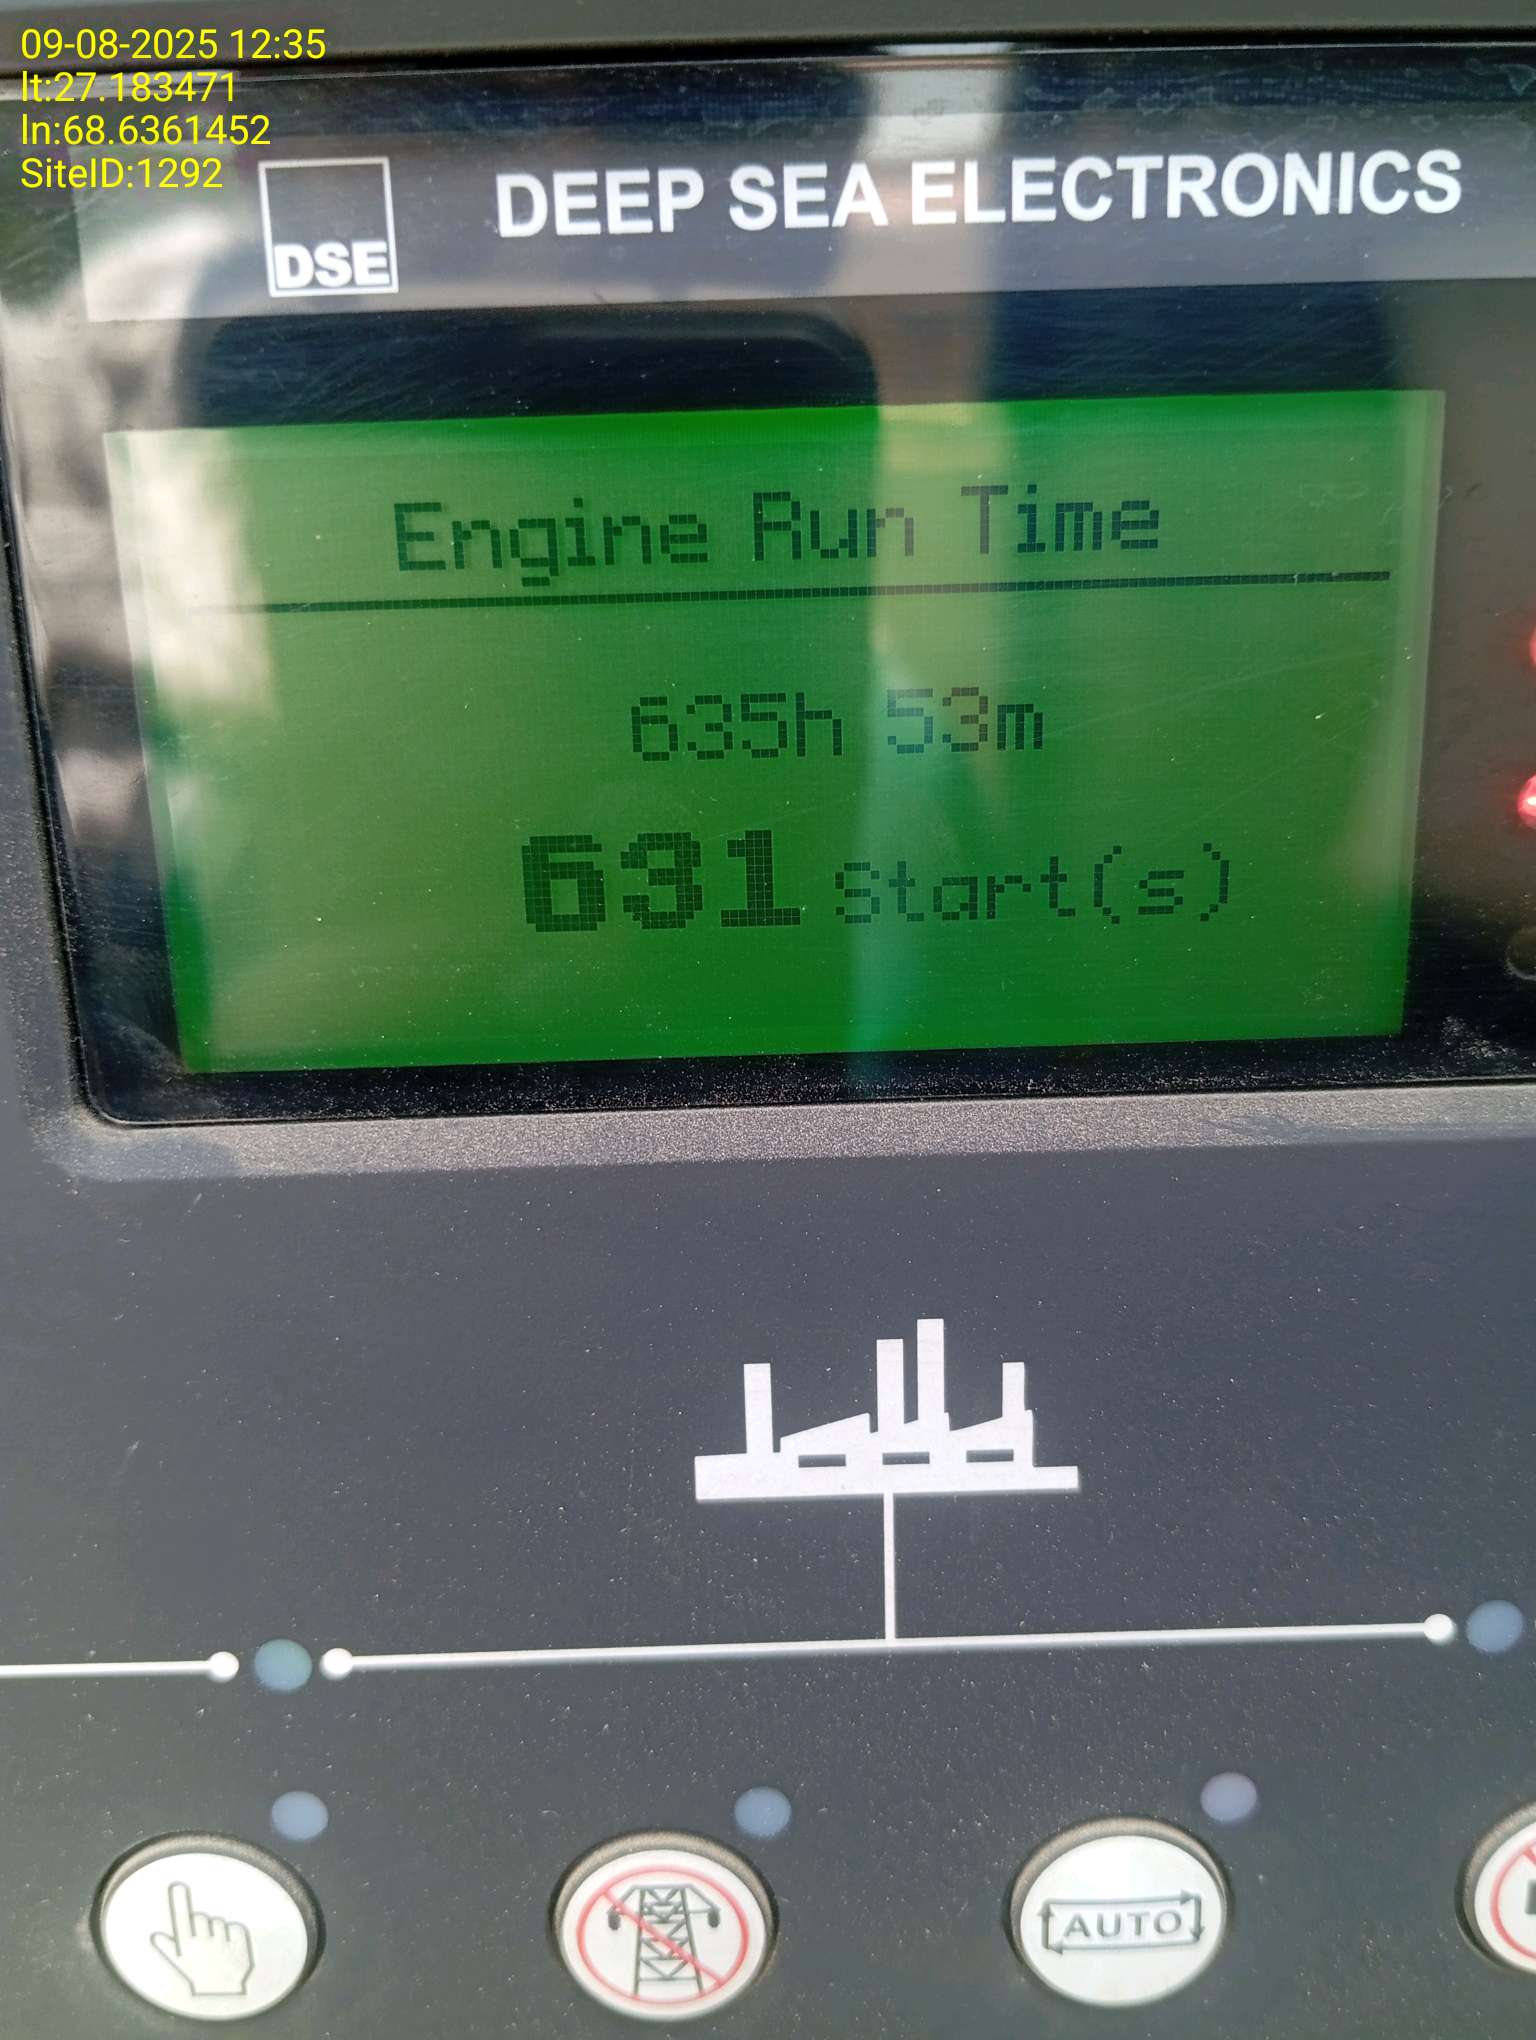 09-08-2025 12:35
lt:27.183471
ln:68.6361452
SiteID:1292
DSE
DEEP SEA ELECTRONICS
Engine Run Time
635h 53m
631 Start(s)
AUTO